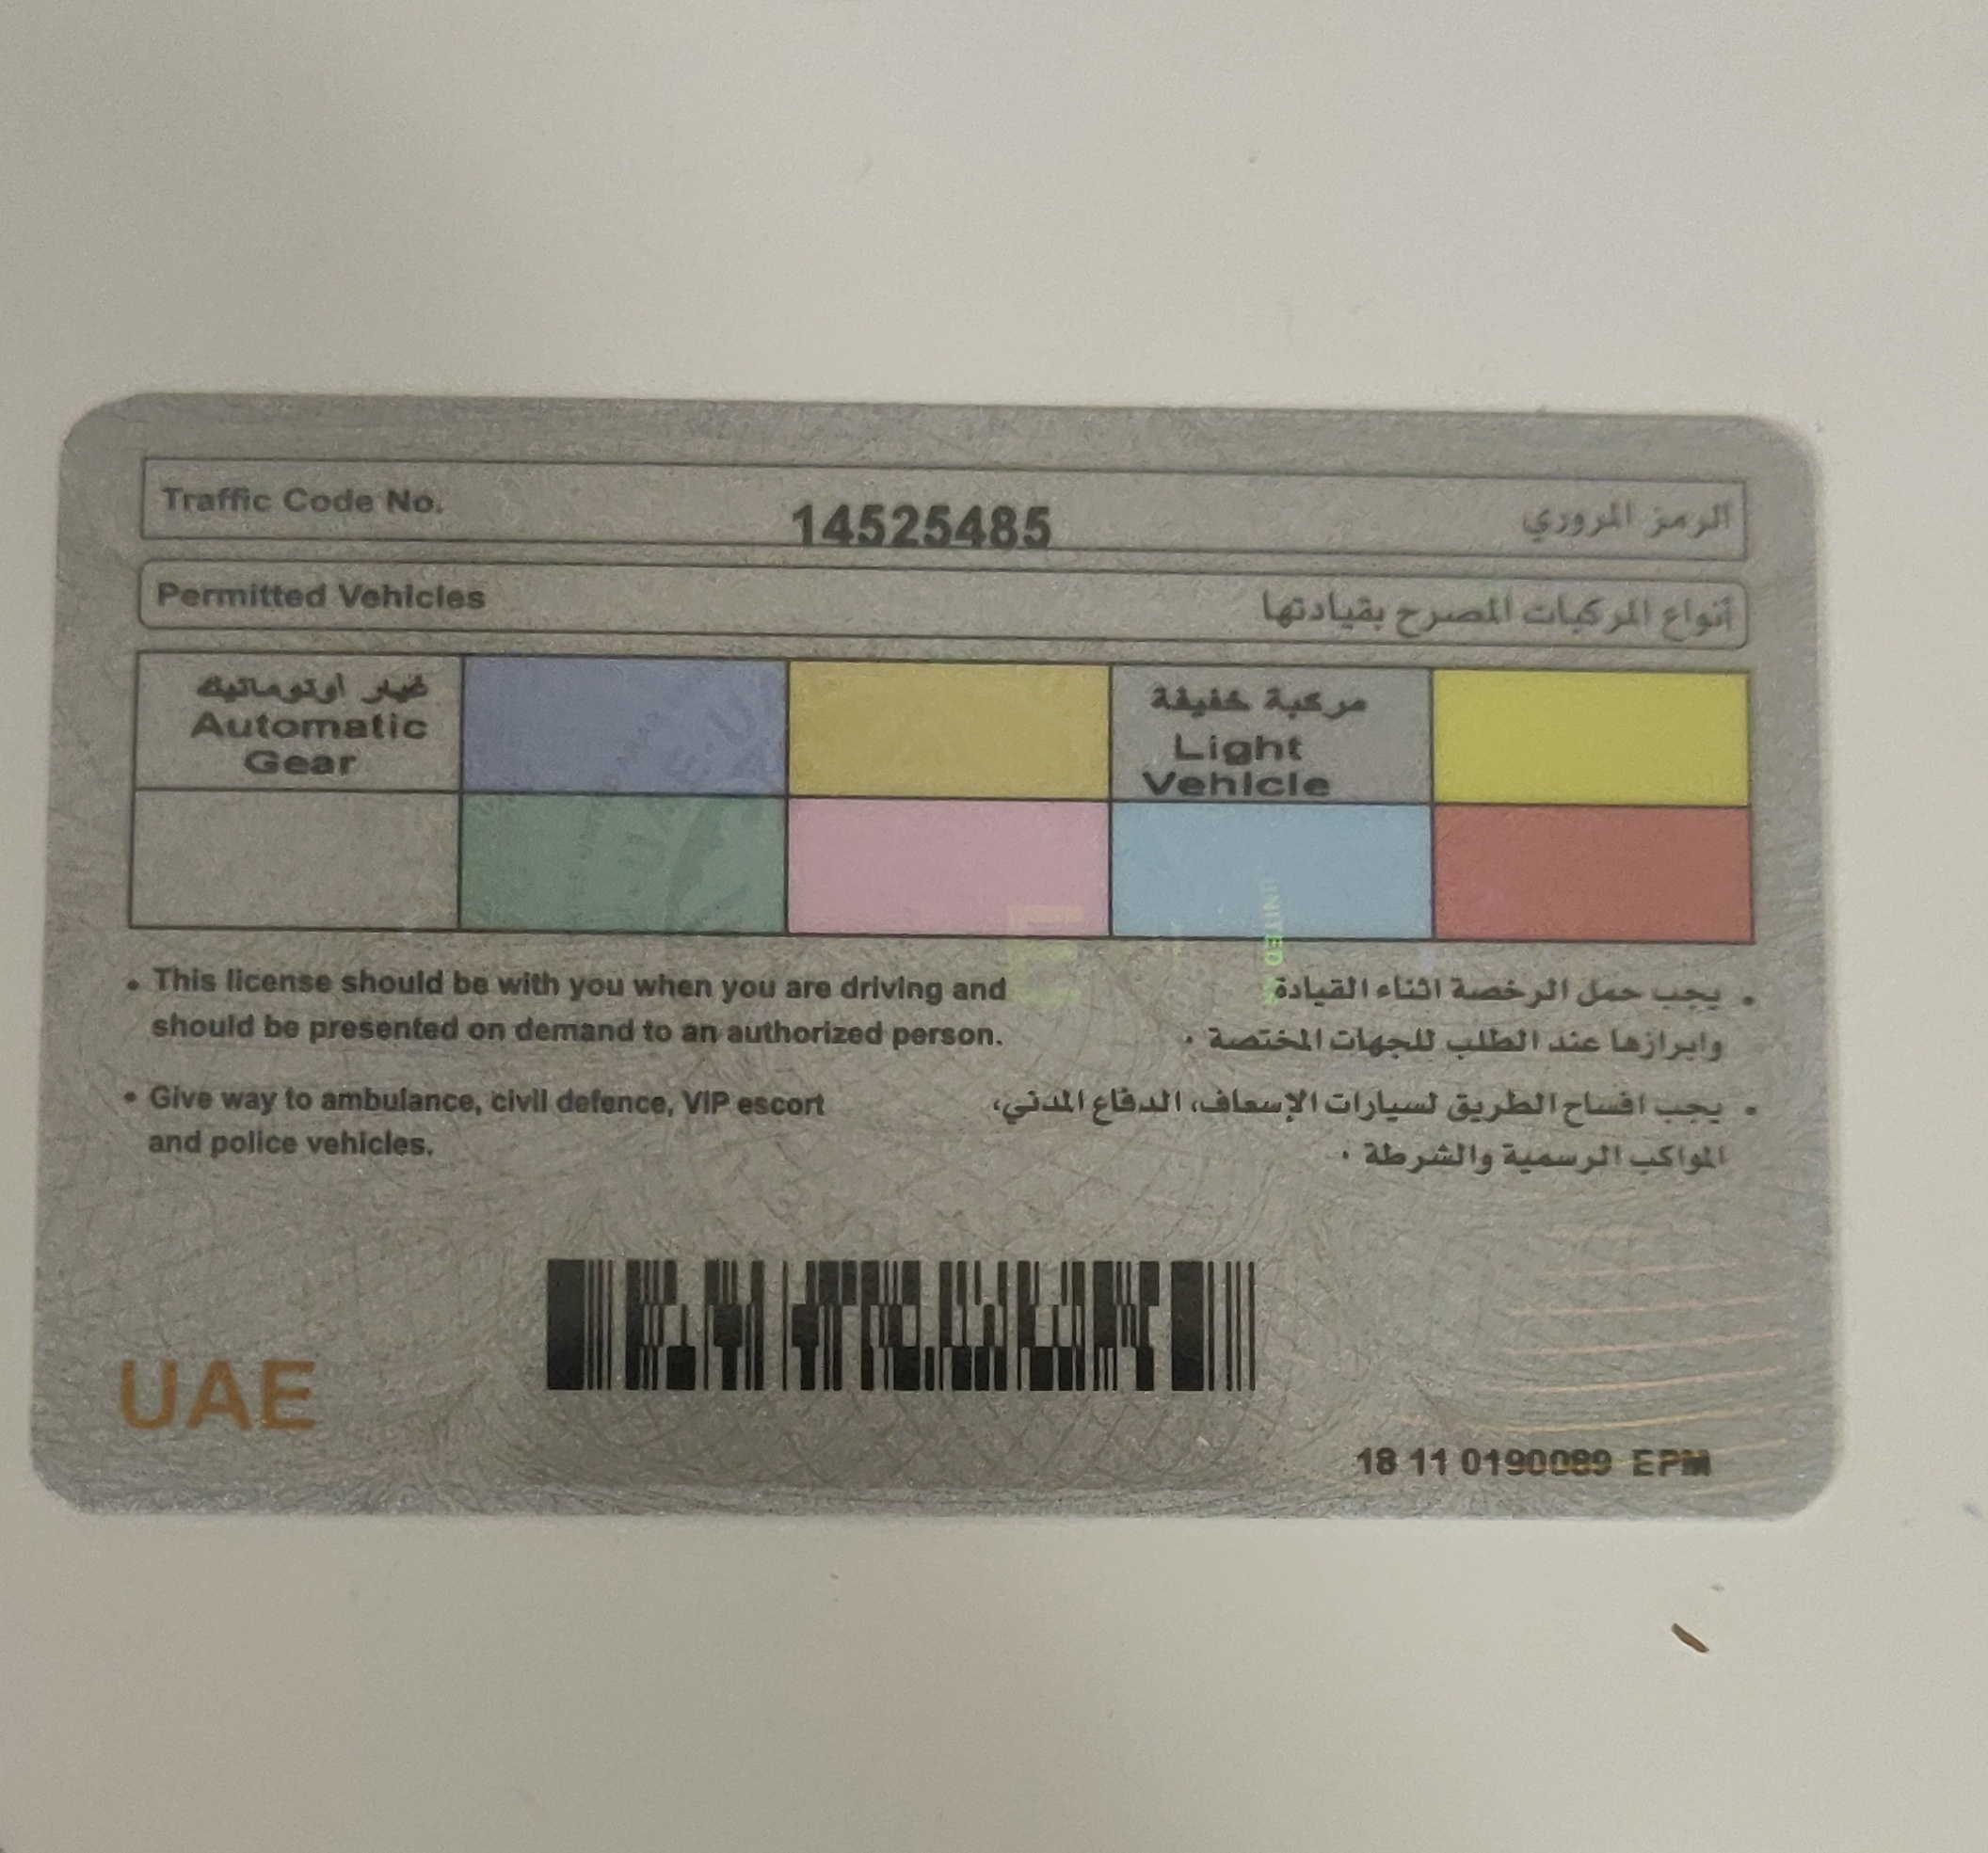 Traffic Code No. 14525485 الرمز المروري
Permitted Vehicles أنواع المركبات المصرح بقيادتها
غيار أوتوماتيك
Automatic
Gear
مركبة خفيفة
Light
Vehicle
• This license should be with you when you are driving and
should be presented on demand to an authorized person.
• يجب حمل الرخصة اثناء القيادة
وابرازها عند الطلب للجهات المختصة .
• Give way to ambulance, civil defence, VIP escort
and police vehicles.
• يجب افساح الطريق لسيارات الإسعاف، الدفاع المدني،
المواكب الرسمية والشرطة .
UAE
18 11 0190089 EPM
UNITED